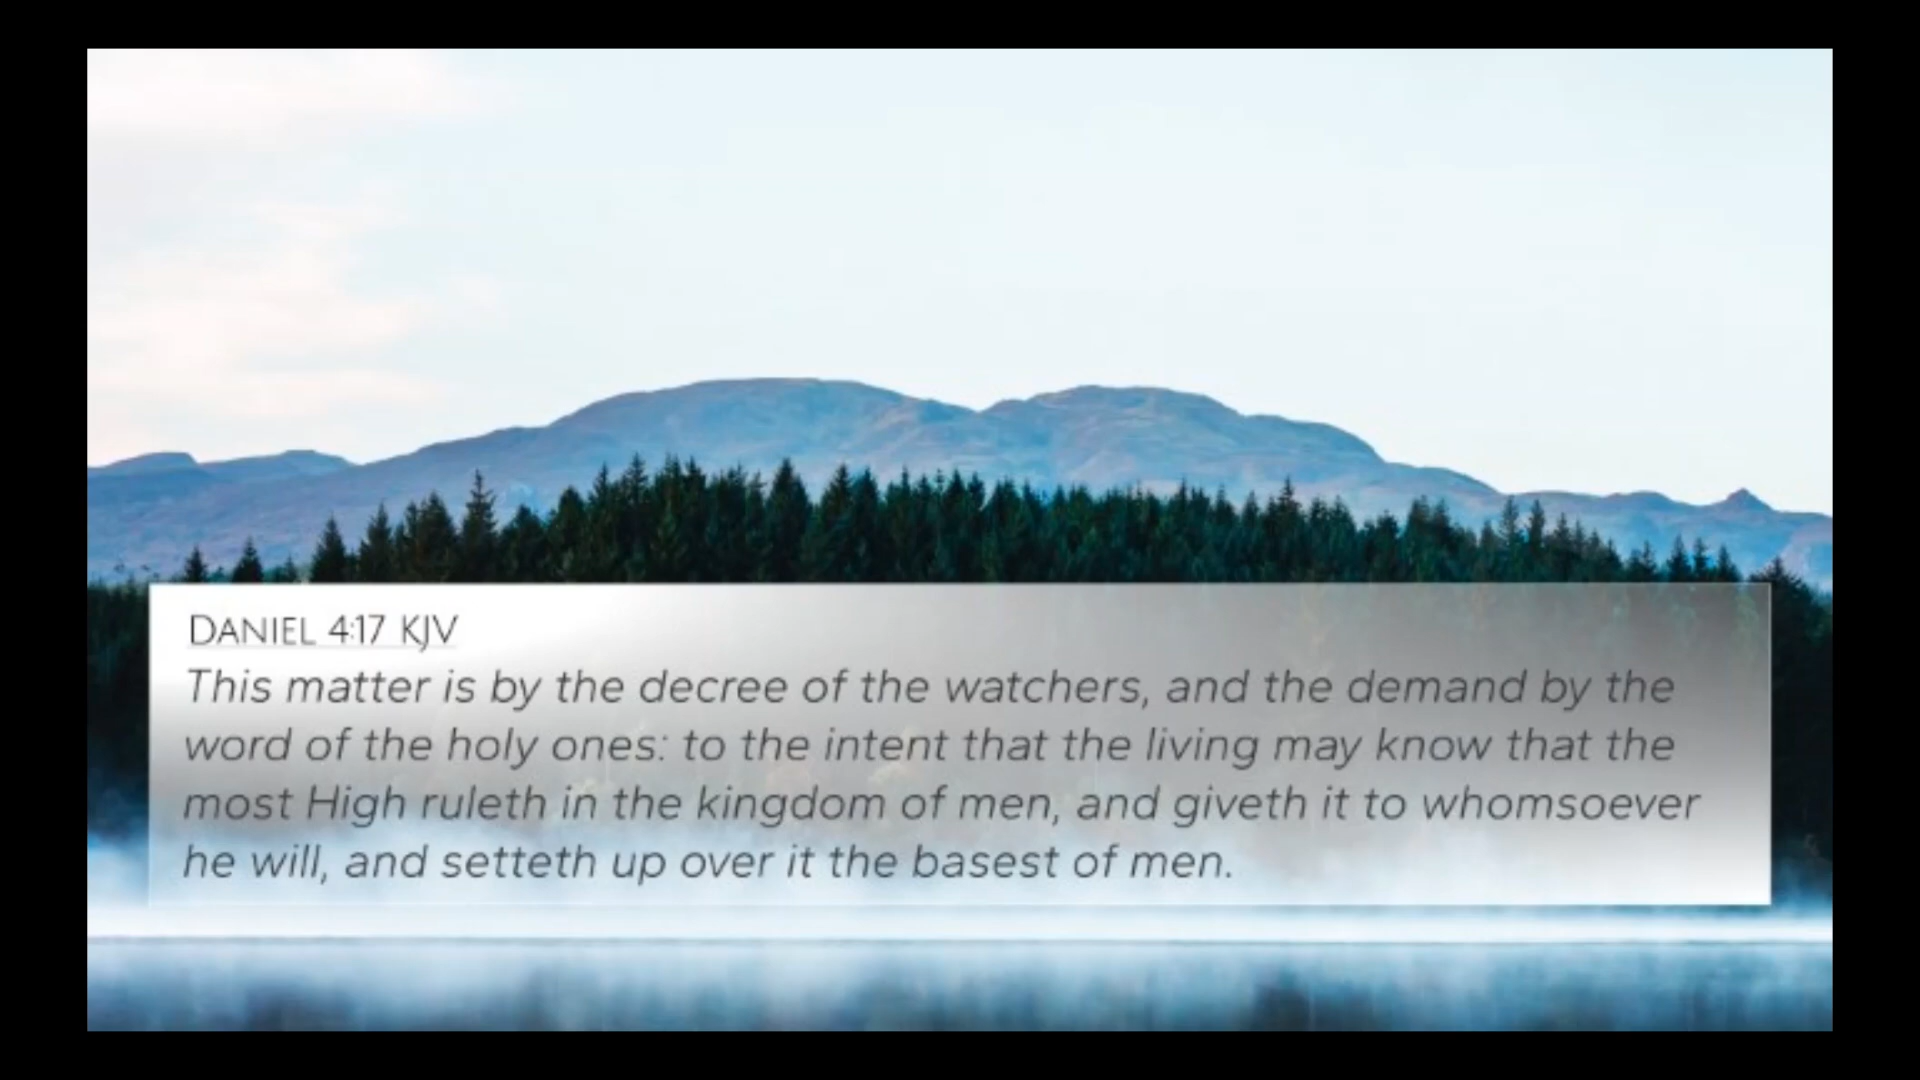 DANIEL 4:17 KJV
This matter is by the decree of the watchers, and the demand by the
word of the holy ones: to the intent that the living may know that the
most High ruleth in the kingdom of men, and giveth it to whomsoever
he will, and setteth up over it the basest of men.